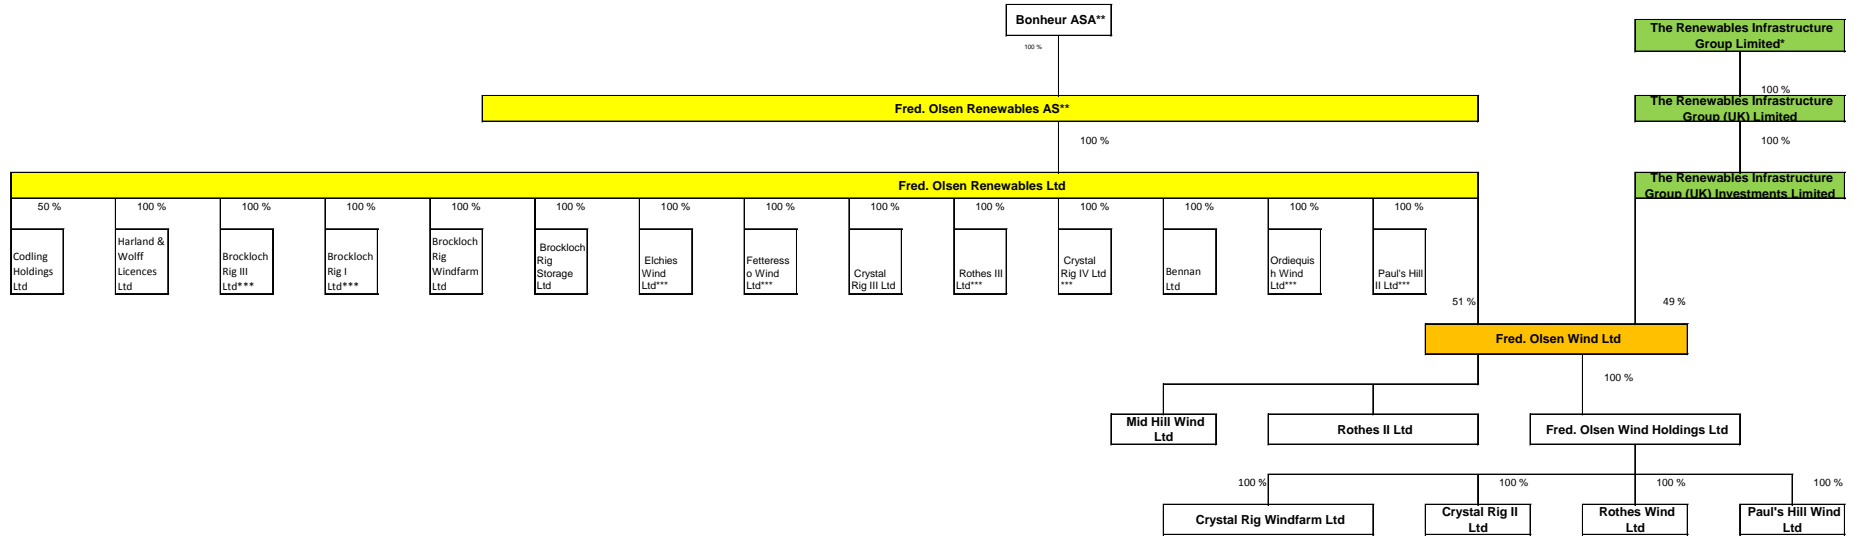 Bonheur ASA**
The Renewables Infrastructure
Group Limited*
100 %
100 %
Fred. Olsen Renewables AS**
The Renewables Infrastructure
Group (UK) Limited
100 %
100 %
Fred. Olsen Renewables Ltd
The Renewables Infrastructure
Group (UK) Investments Limited
50 %
100 %
100 %
100 %
100 %
100 %
100 %
100 %
100 %
100 %
100 %
100 %
100 %
100 %
Codling
Holdings
Ltd
Harland &
Wolff
Licences
Ltd
Brockloch
Rig III
Ltd***
Brockloch
Rig I
Ltd***
Brockloch
Rig
Windfarm
Ltd
Brockloch
Rig
Storage
Ltd
Elchies
Wind
Ltd***
Fetteress
o Wind
Ltd***
Crystal
Rig III Ltd
Rothes III
Ltd***
Crystal
Rig IV Ltd
***
Bennan
Ltd
Ordiequis
h Wind
Ltd***
Paul's Hill
II Ltd***
51 %
49 %
Fred. Olsen Wind Ltd
100 %
Mid Hill Wind
Ltd
Rothes II Ltd
Fred. Olsen Wind Holdings Ltd
100 %
100 %
100 %
100 %
Crystal Rig Windfarm Ltd
Crystal Rig II
Ltd
Rothes Wind
Ltd
Paul's Hill Wind
Ltd